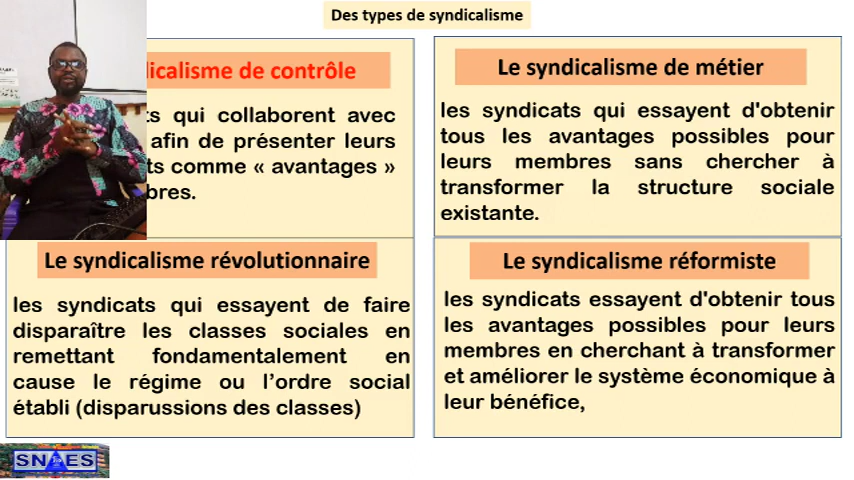 Des types de syndicalisme
dicalisme de contrôle
ts qui collaborent avec
afin de présenter leurs
ts comme « avantages »
bres.
Le syndicalisme de métier
les syndicats qui essayent d'obtenir
tous les avantages possibles pour
leurs membres sans chercher à
transformer la structure sociale
existante.
Le syndicalisme révolutionnaire
les syndicats qui essayent de faire
disparaître les classes sociales en
remettant fondamentalement en
cause le régime ou l’ordre social
établi (disparussions des classes)
Le syndicalisme réformiste
les syndicats essayent d'obtenir tous
les avantages possibles pour leurs
membres en cherchant à transformer
et améliorer le système économique à
leur bénéfice,
SNAES